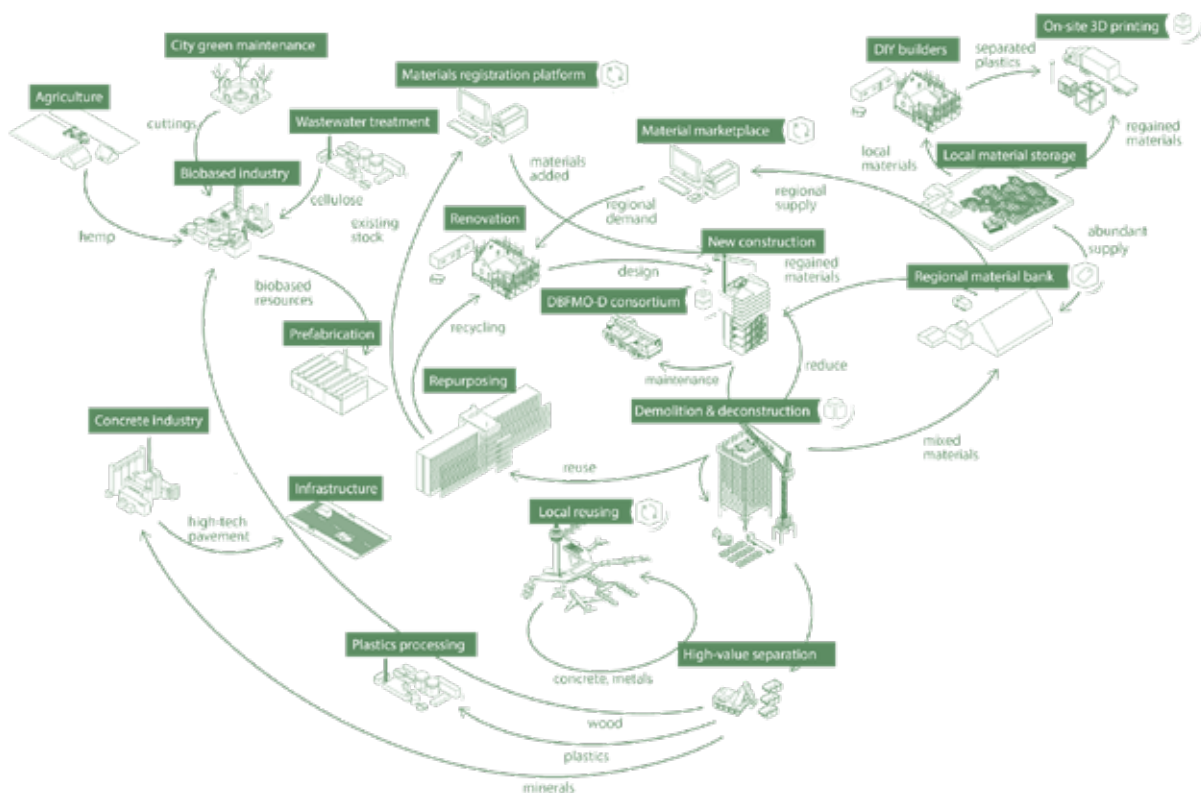 City green maintenance
On-site 3D printing
DIY builders
separated
plastics
Materials registration platform
Agriculture
cuttings
Wastewater treatment
Material marketplace
regained
materials
local
materials
Local material storage
Biobased industry
materials
added
cellulose
regional
supply
regional
demand
existing
stock
Renovation
hemp
abundant
supply
New construction
design
regained
materials
Regional material bank
biobased
resources
DBFMO-D consortium
recycling
Prefabrication
reduce
maintenance
Repurposing
Demolition & deconstruction
Concrete industry
mixed
materials
reuse
Infrastructure
Local reusing
high-tech
pavement
Plastics processing
High-value separation
concrete, metals
wood
plastics
minerals